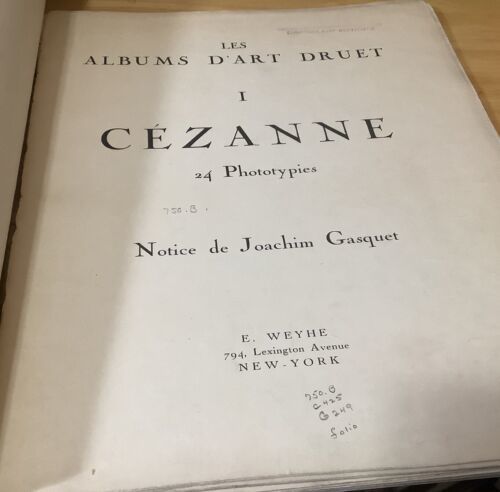 LES
ALBUMS D'ART DRUET
I
CÉZANNE
24 Phototypies
750.B.
Notice de Joachim Gasquet
E. WEYHE
794, Lexington Avenue
NEW-YORK
750.B
C425
G249
folio